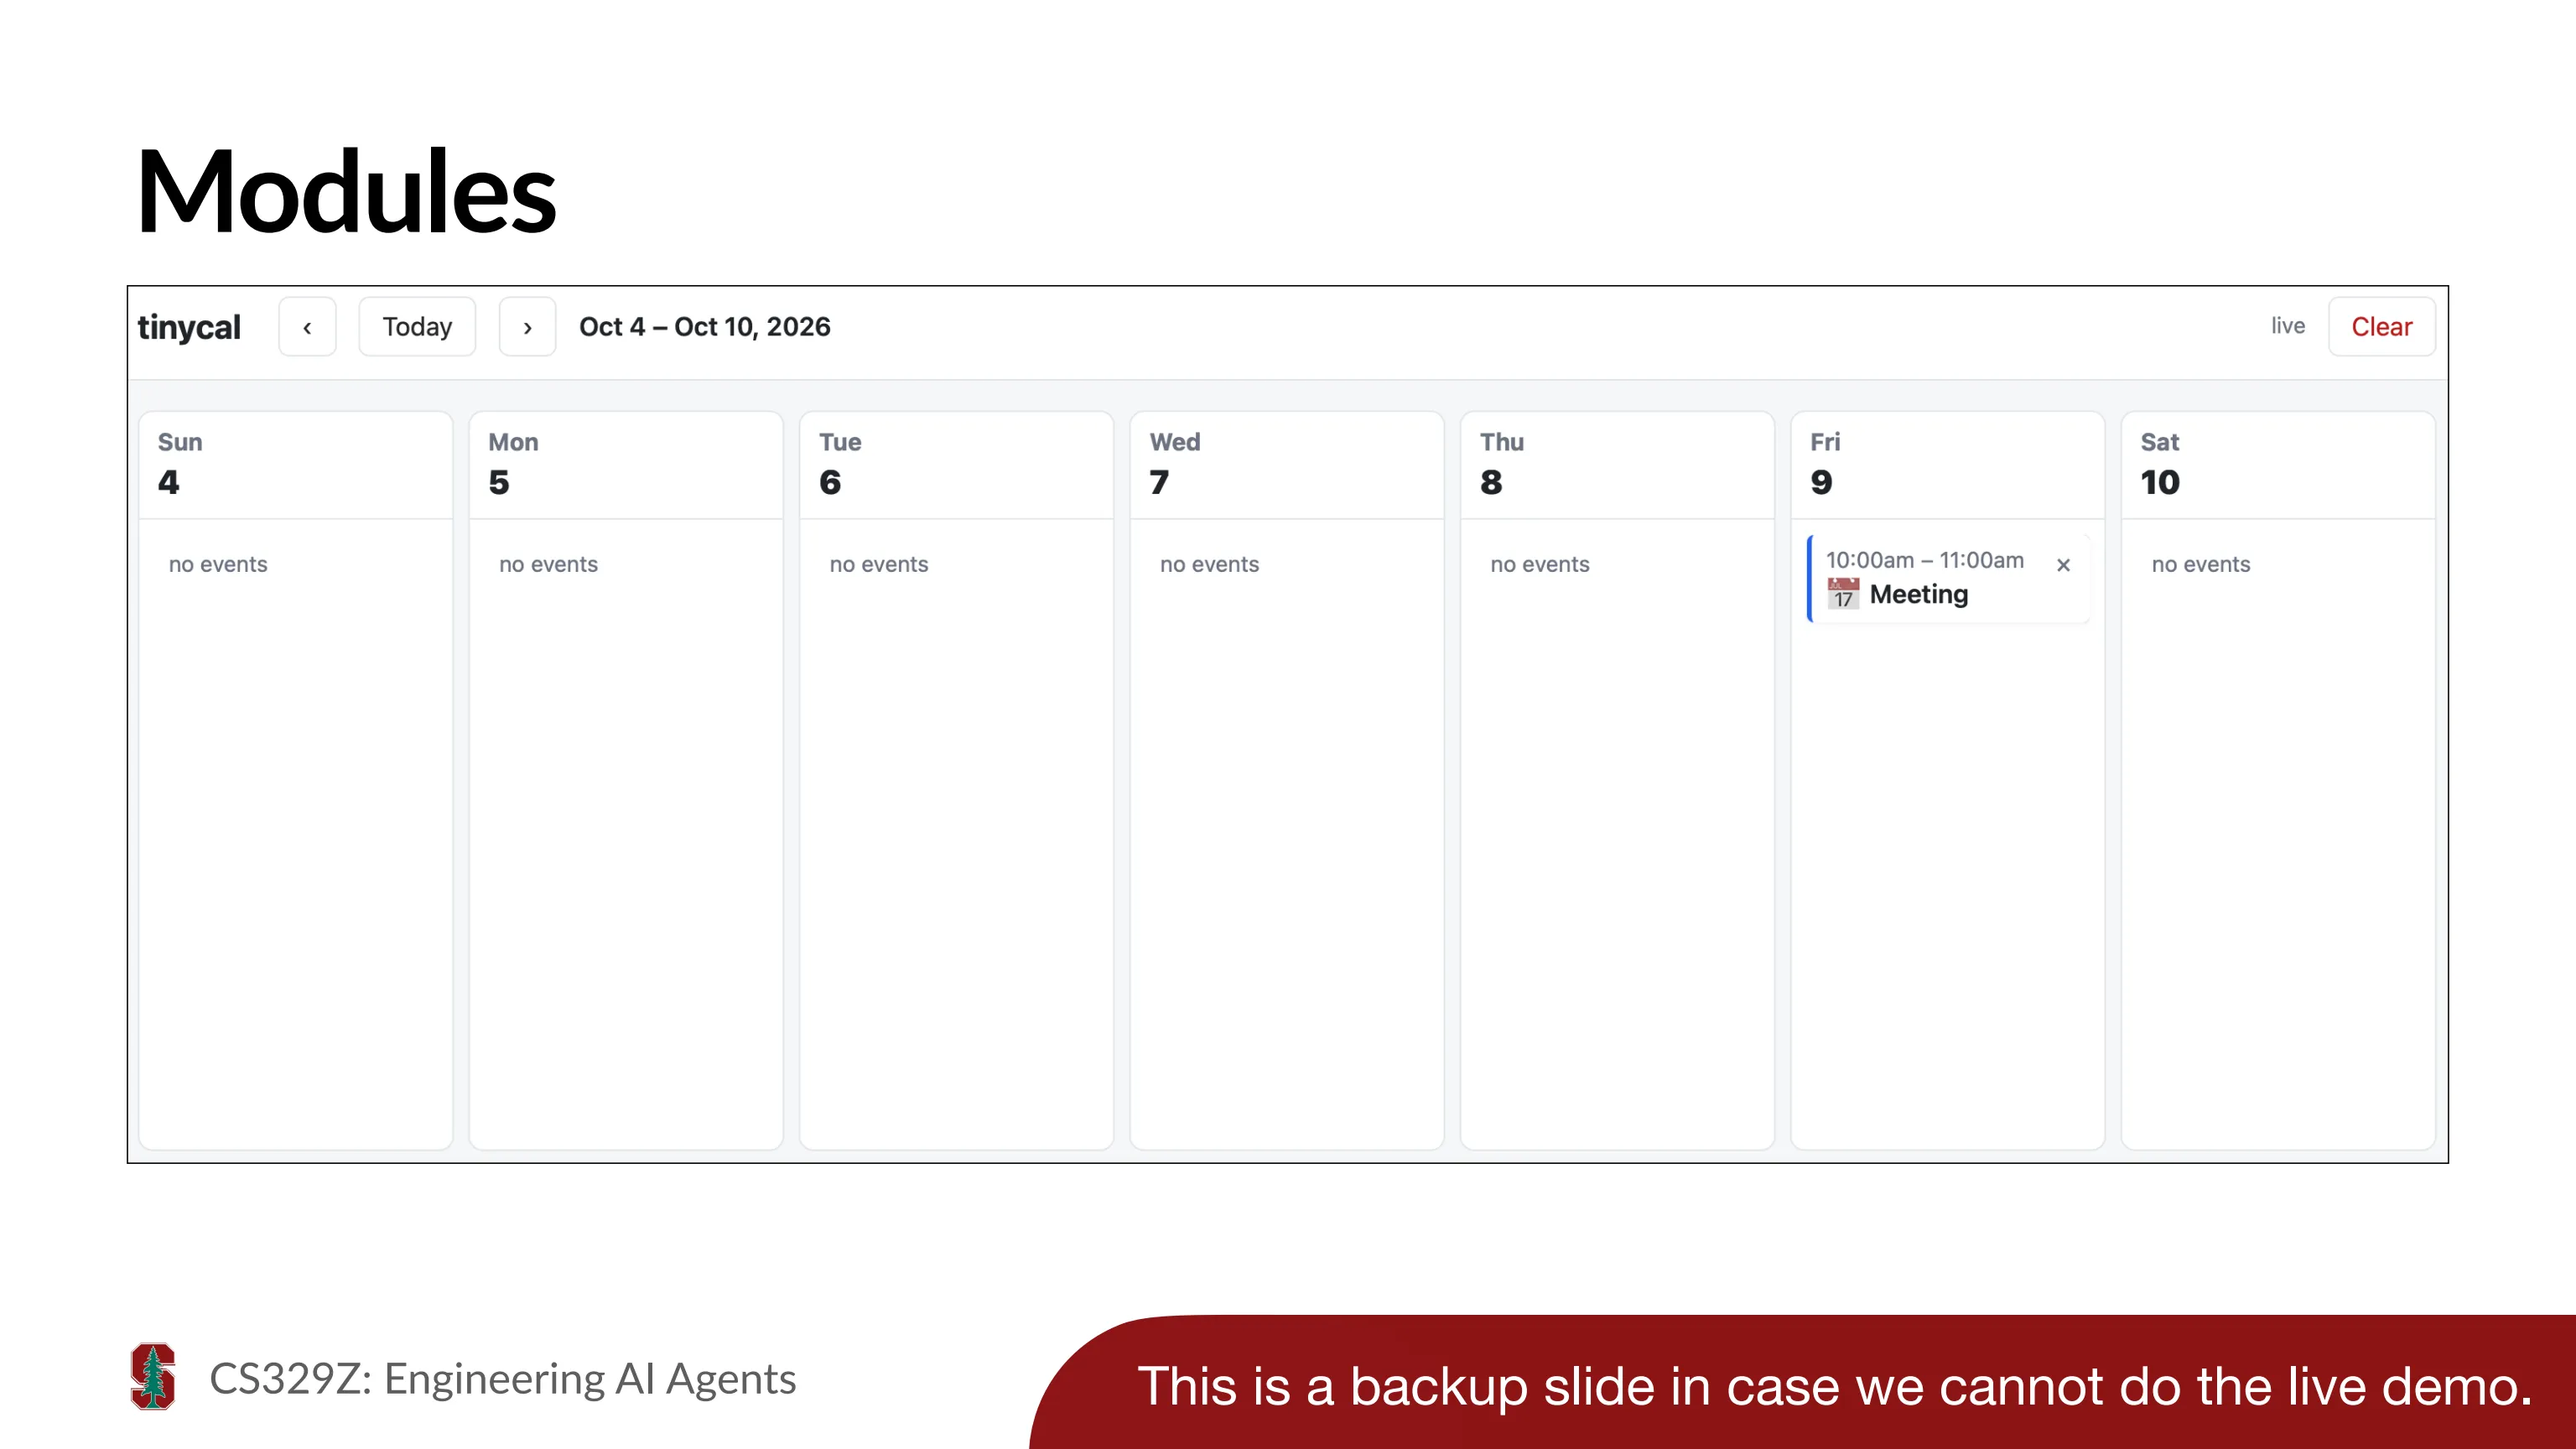 Modules
tinycal ‹ Today › Oct 4 – Oct 10, 2026 live Clear
Sun Mon Tue Wed Thu Fri Sat
4 5 6 7 8 9 10
no events no events no events no events no events 10:00am – 11:00am × no events
17 Meeting
CS329Z: Engineering AI Agents
This is a backup slide in case we cannot do the live demo.